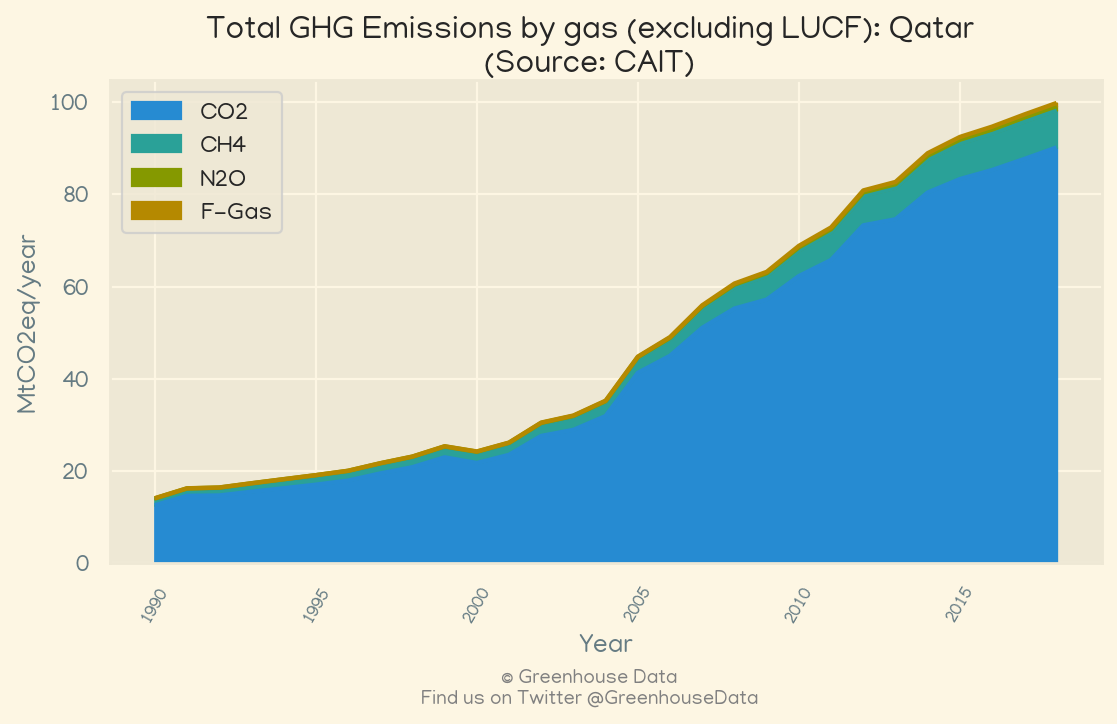 Total GHG Emissions by gas (excluding LUCF): Qatar
(Source: CAIT)
CO2
CH4
N2O
F-Gas
MtCO2eq/year
100
80
60
40
20
0
1990
1995
2000
2005
2010
2015
Year
© Greenhouse Data
Find us on Twitter @GreenhouseData